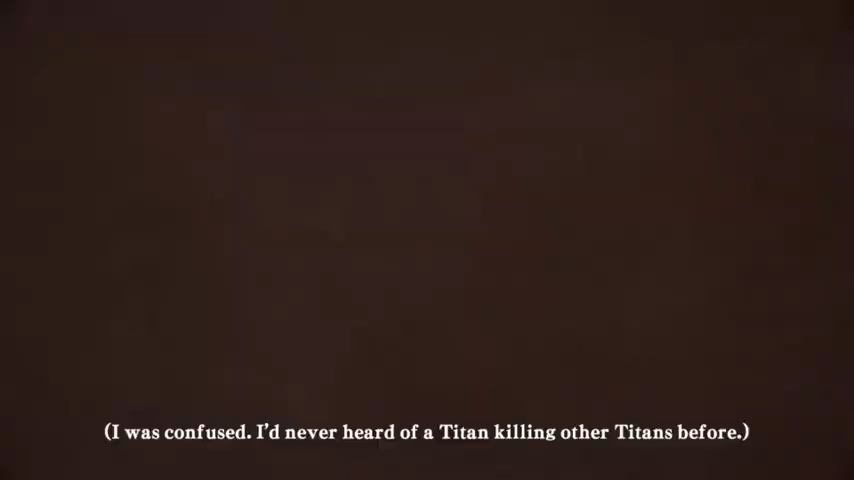 (I was confused. I'd never heard of a Titan killing other Titans before.)